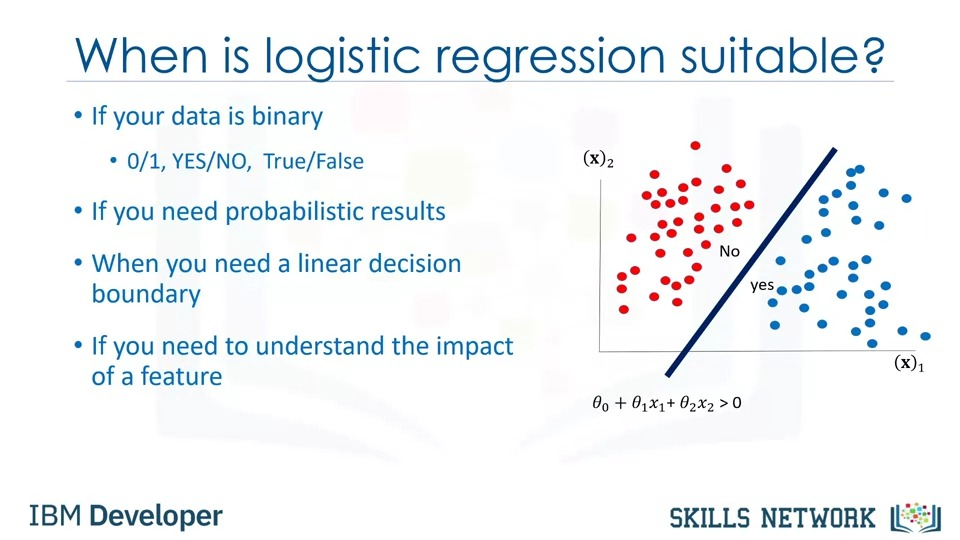 When is logistic regression suitable?
• If your data is binary
• 0/1, YES/NO, True/False
• If you need probabilistic results
• When you need a linear decision
boundary
• If you need to understand the impact
of a feature
(𝐱)₂
No
yes
(𝐱)₁
𝜃₀ + 𝜃₁𝑥₁+ 𝜃₂𝑥₂ > 0
IBM Developer
SKILLS NETWORK